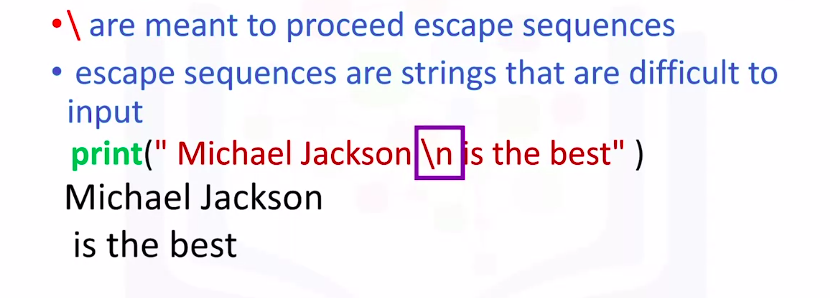 •\ are meant to proceed escape sequences
• escape sequences are strings that are difficult to
input
print(" Michael Jackson \n is the best" )
Michael Jackson
is the best